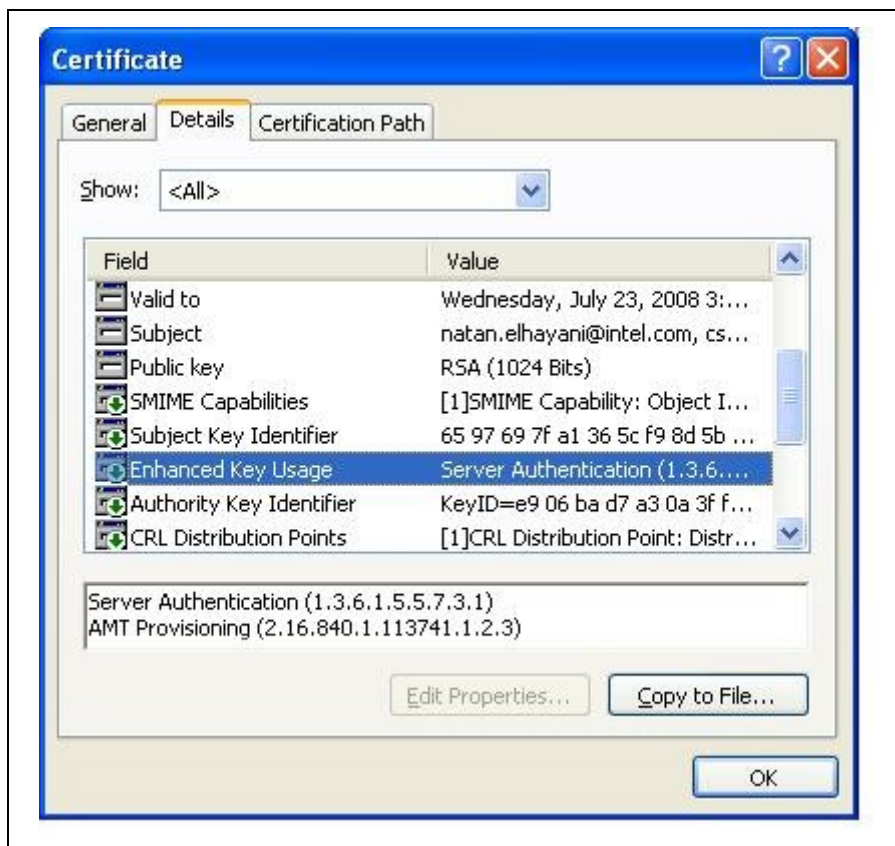 Certificate
General Details Certification Path
Show: <All>
Field Value
Valid to Wednesday, July 23, 2008 3:...
Subject natan.elhayani@intel.com, cs...
Public key RSA (1024 Bits)
SMIME Capabilities [1]SMIME Capability: Object I...
Subject Key Identifier 65 97 69 7f a1 36 5c f9 8d 5b ...
Enhanced Key Usage Server Authentication (1.3.6....
Authority Key Identifier KeyID=e9 06 ba d7 a3 0a 3f f...
CRL Distribution Points [1]CRL Distribution Point: Distr...
Server Authentication (1.3.6.1.5.5.7.3.1)
AMT Provisioning (2.16.840.1.113741.1.2.3)
Edit Properties... Copy to File...
OK